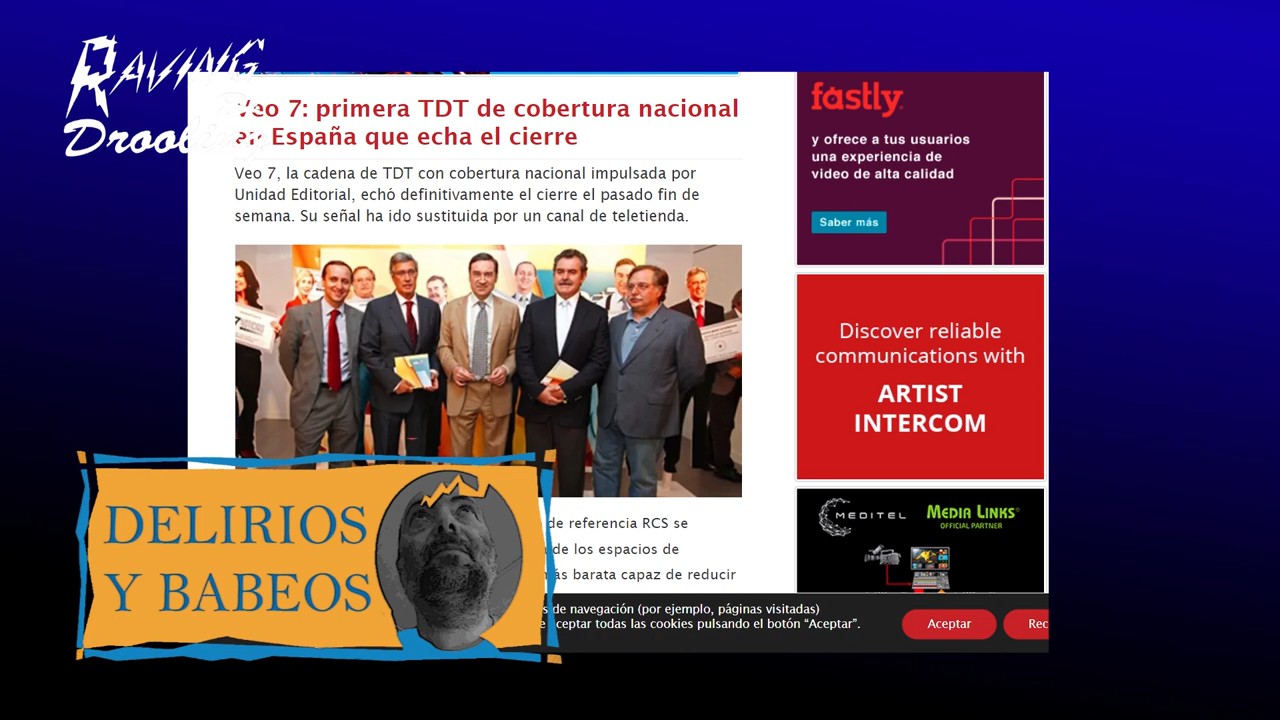 RAVING
&
Drooling
Veo 7: primera TDT de cobertura nacional
en España que echa el cierre
Veo 7, la cadena de TDT con cobertura nacional impulsada por
Unidad Editorial, echó definitivamente el cierre el pasado fin de
semana. Su señal ha ido sustituida por un canal de teletienda.
de referencia RCS se
de los espacios de
más barata capaz de reducir
fastly
y ofrece a tus usuarios
una experiencia de
video de alta calidad
Saber más
Discover reliable
communications with
ARTIST
INTERCOM
MEDITEL
MEDIA LINKS
OFFICIAL PARTNER
s de navegación (por ejemplo, páginas visitadas)
aceptar todas las cookies pulsando el botón “Aceptar”.
Aceptar
Rec
DELIRIOS
Y BABEOS